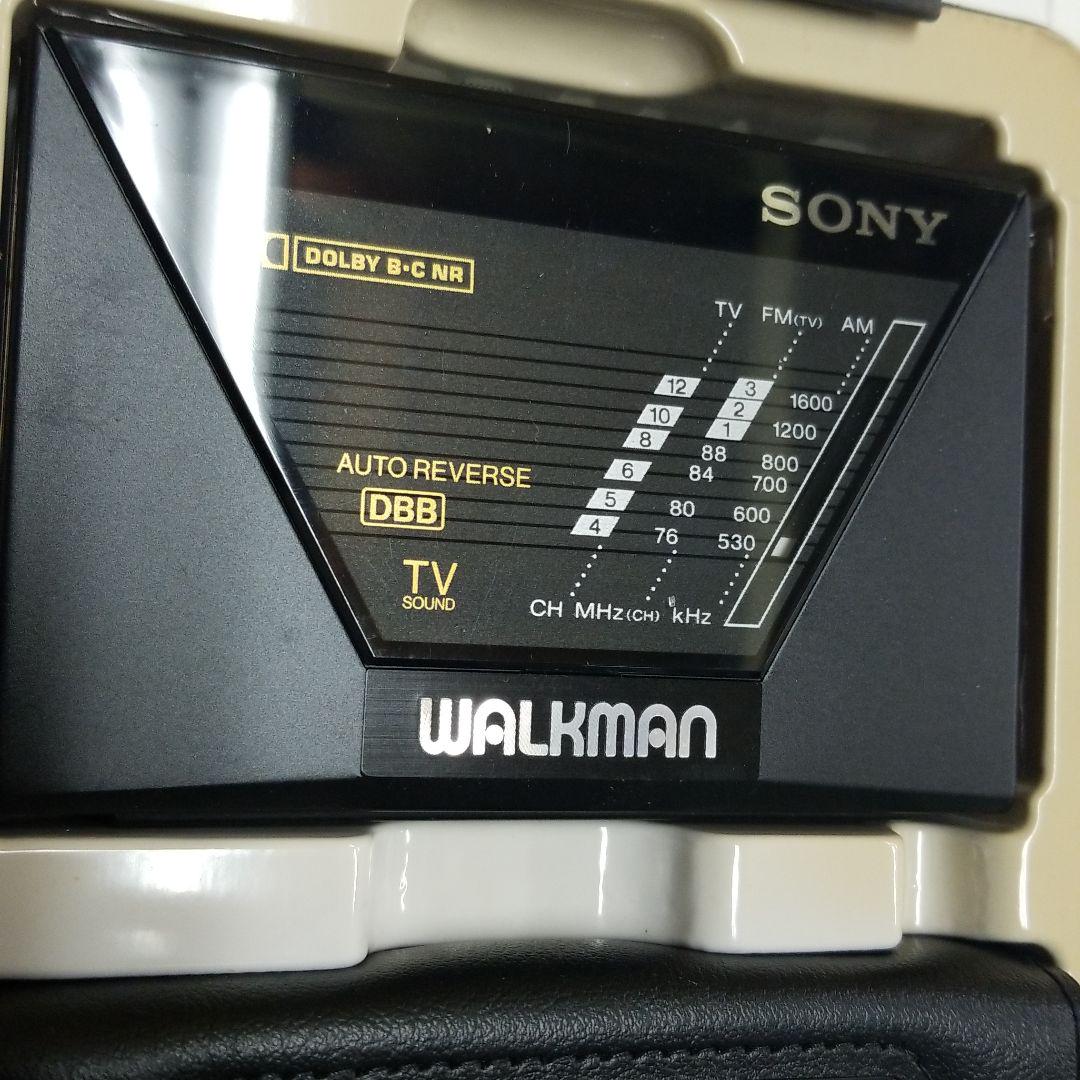 SONY
DOLBY B·C NR
TV FM(TV) AM
12 3 1600
10 2 1200
8 1 800
6 88 700
5 84 600
4 80 530
76
AUTO REVERSE
DBB
TV
SOUND
CH MHz(CH) kHz
WALKMAN